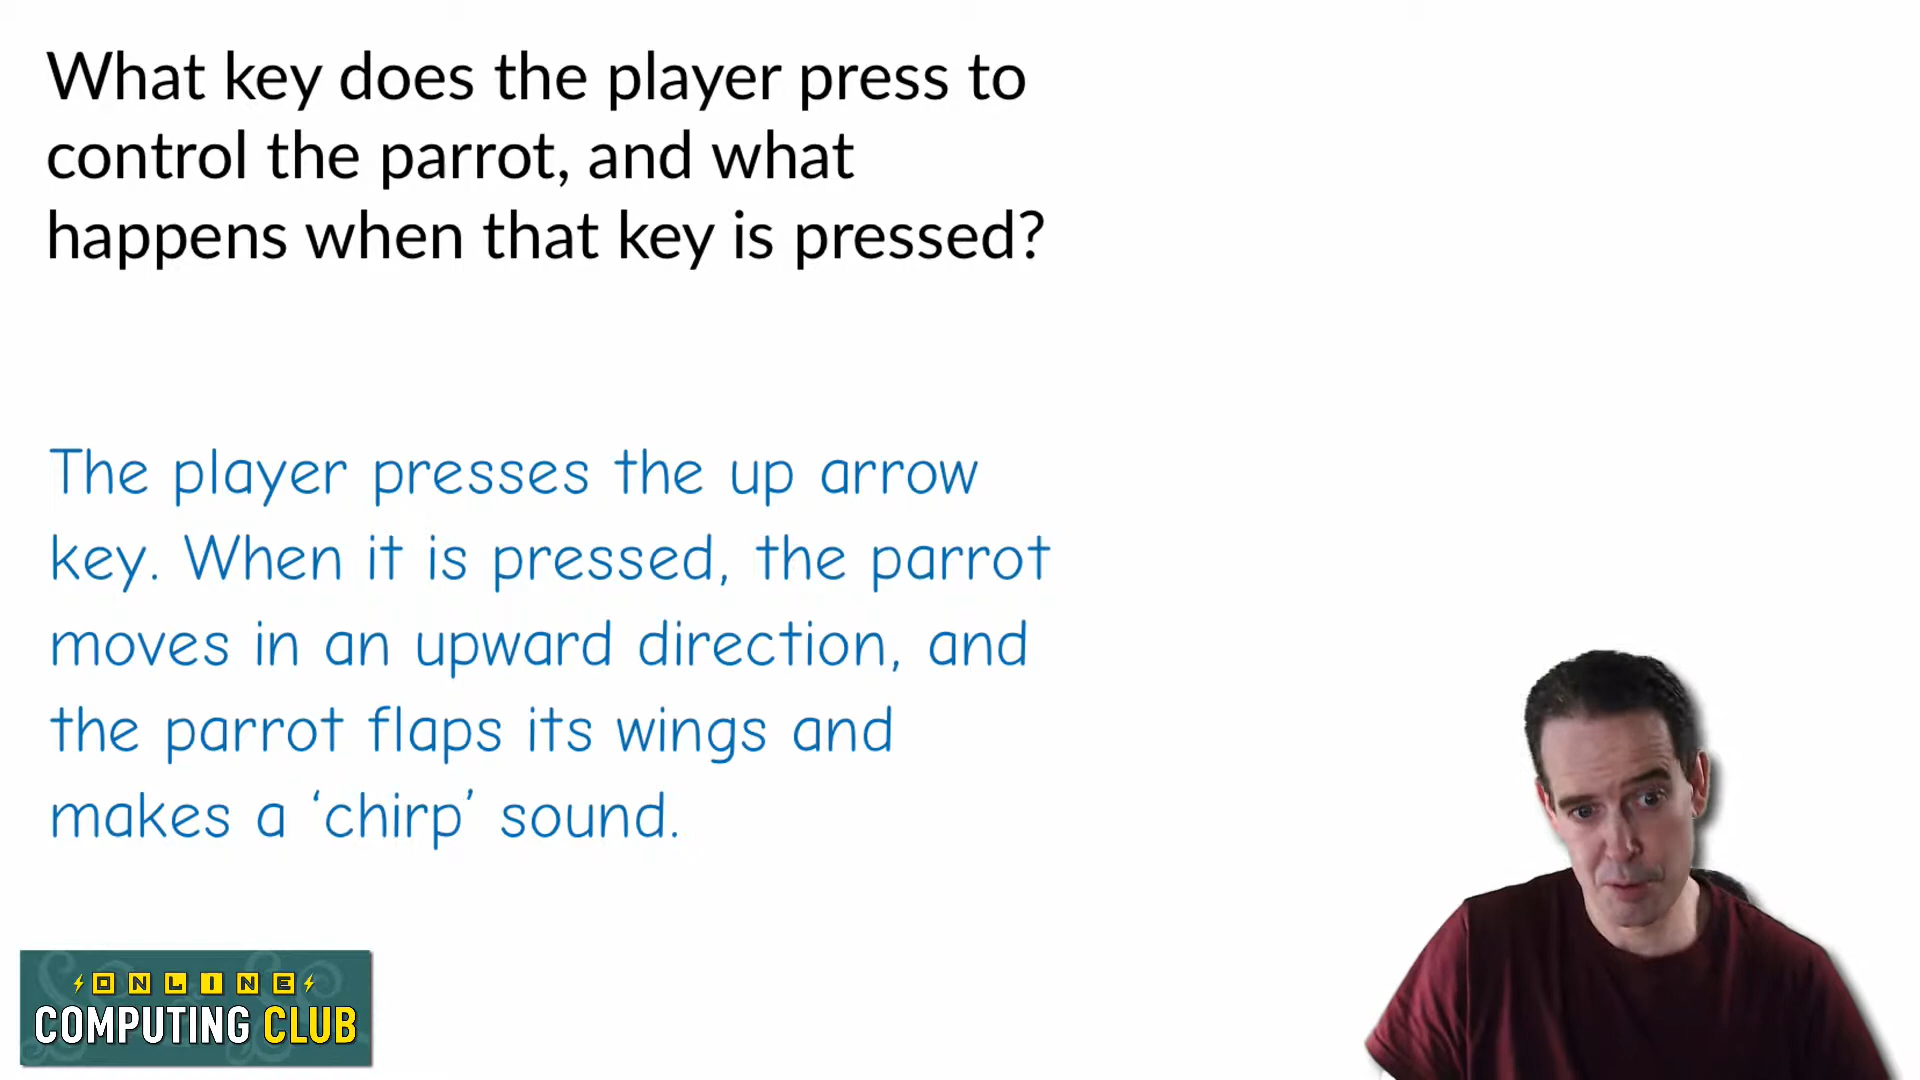 What key does the player press to
control the parrot, and what
happens when that key is pressed?
The player presses the up arrow
key. When it is pressed, the parrot
moves in an upward direction, and
the parrot flaps its wings and
makes a ‘chirp’ sound.
ONLINE
COMPUTING CLUB